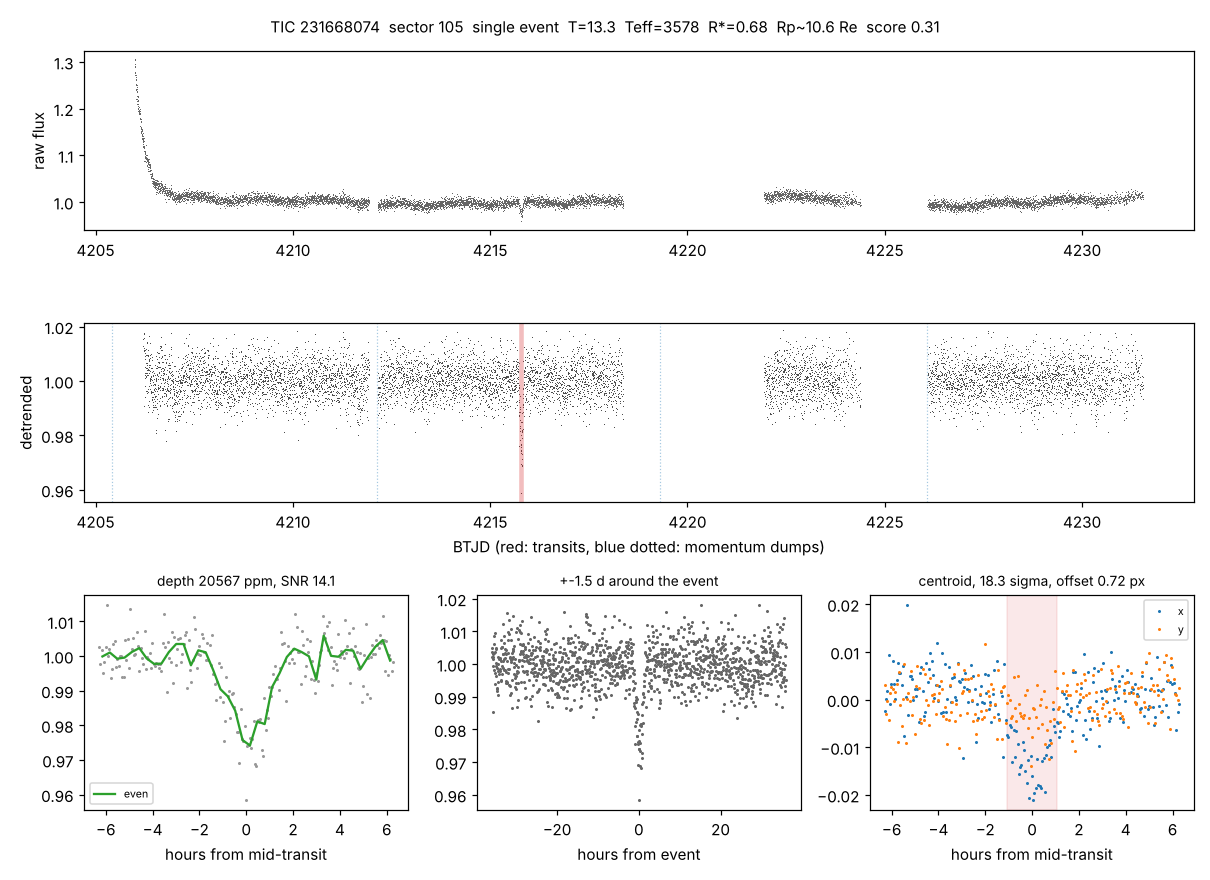 TIC 231668074  sector 105  single event  T=13.3  Teff=3578  R*=0.68  Rp~10.6 Re  score 0.31
raw flux
1.3
1.2
1.1
1.0
4205 4210 4215 4220 4225 4230
detrended
1.02
1.00
0.98
0.96
4205 4210 4215 4220 4225 4230
BTJD (red: transits, blue dotted: momentum dumps)
depth 20567 ppm, SNR 14.1
1.01
1.00
0.99
0.98
0.97
0.96
even
−6 −4 −2 0 2 4 6
hours from mid-transit
+-1.5 d around the event
1.02
1.01
1.00
0.99
0.98
0.97
0.96
−20 0 20
hours from event
centroid, 18.3 sigma, offset 0.72 px
0.02
0.01
0.00
−0.01
−0.02
x
y
−6 −4 −2 0 2 4 6
hours from mid-transit